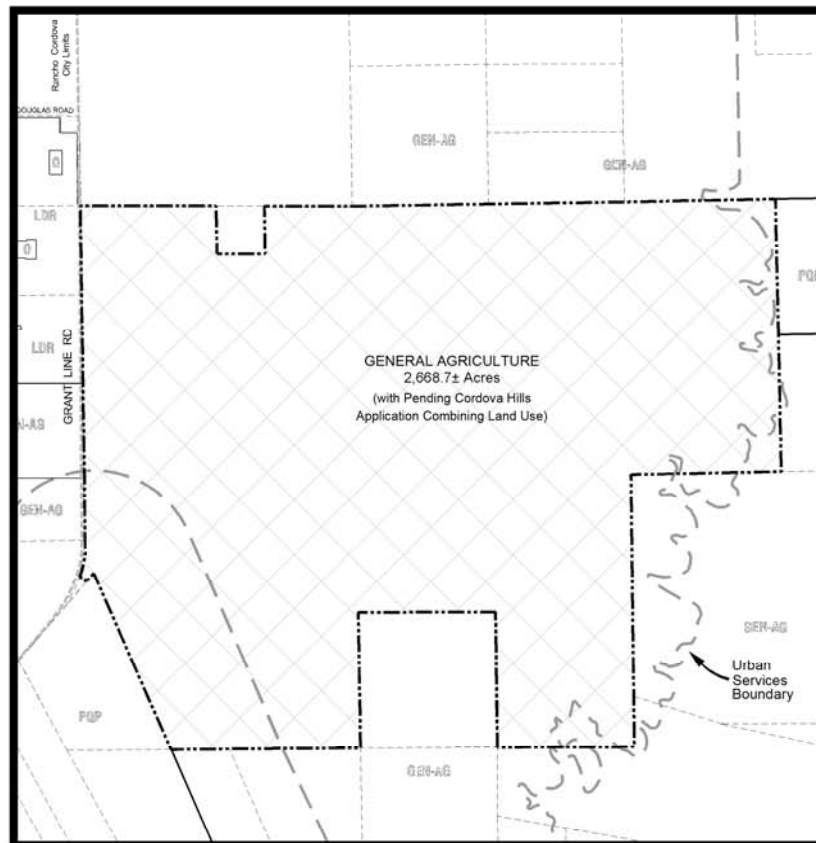 Rancho Cordova
City Limits
DOUGLAS ROAD
GEN-AG
GEN-AG
O
LDR
O
LDR
GRANT LINE RD
GENERAL AGRICULTURE
2,668.7± Acres
(with Pending Cordova Hills
Application Combining Land Use)
N-AG
GEN-AG
PQP
GEN-AG
GEN-AG
Urban
Services
Boundary